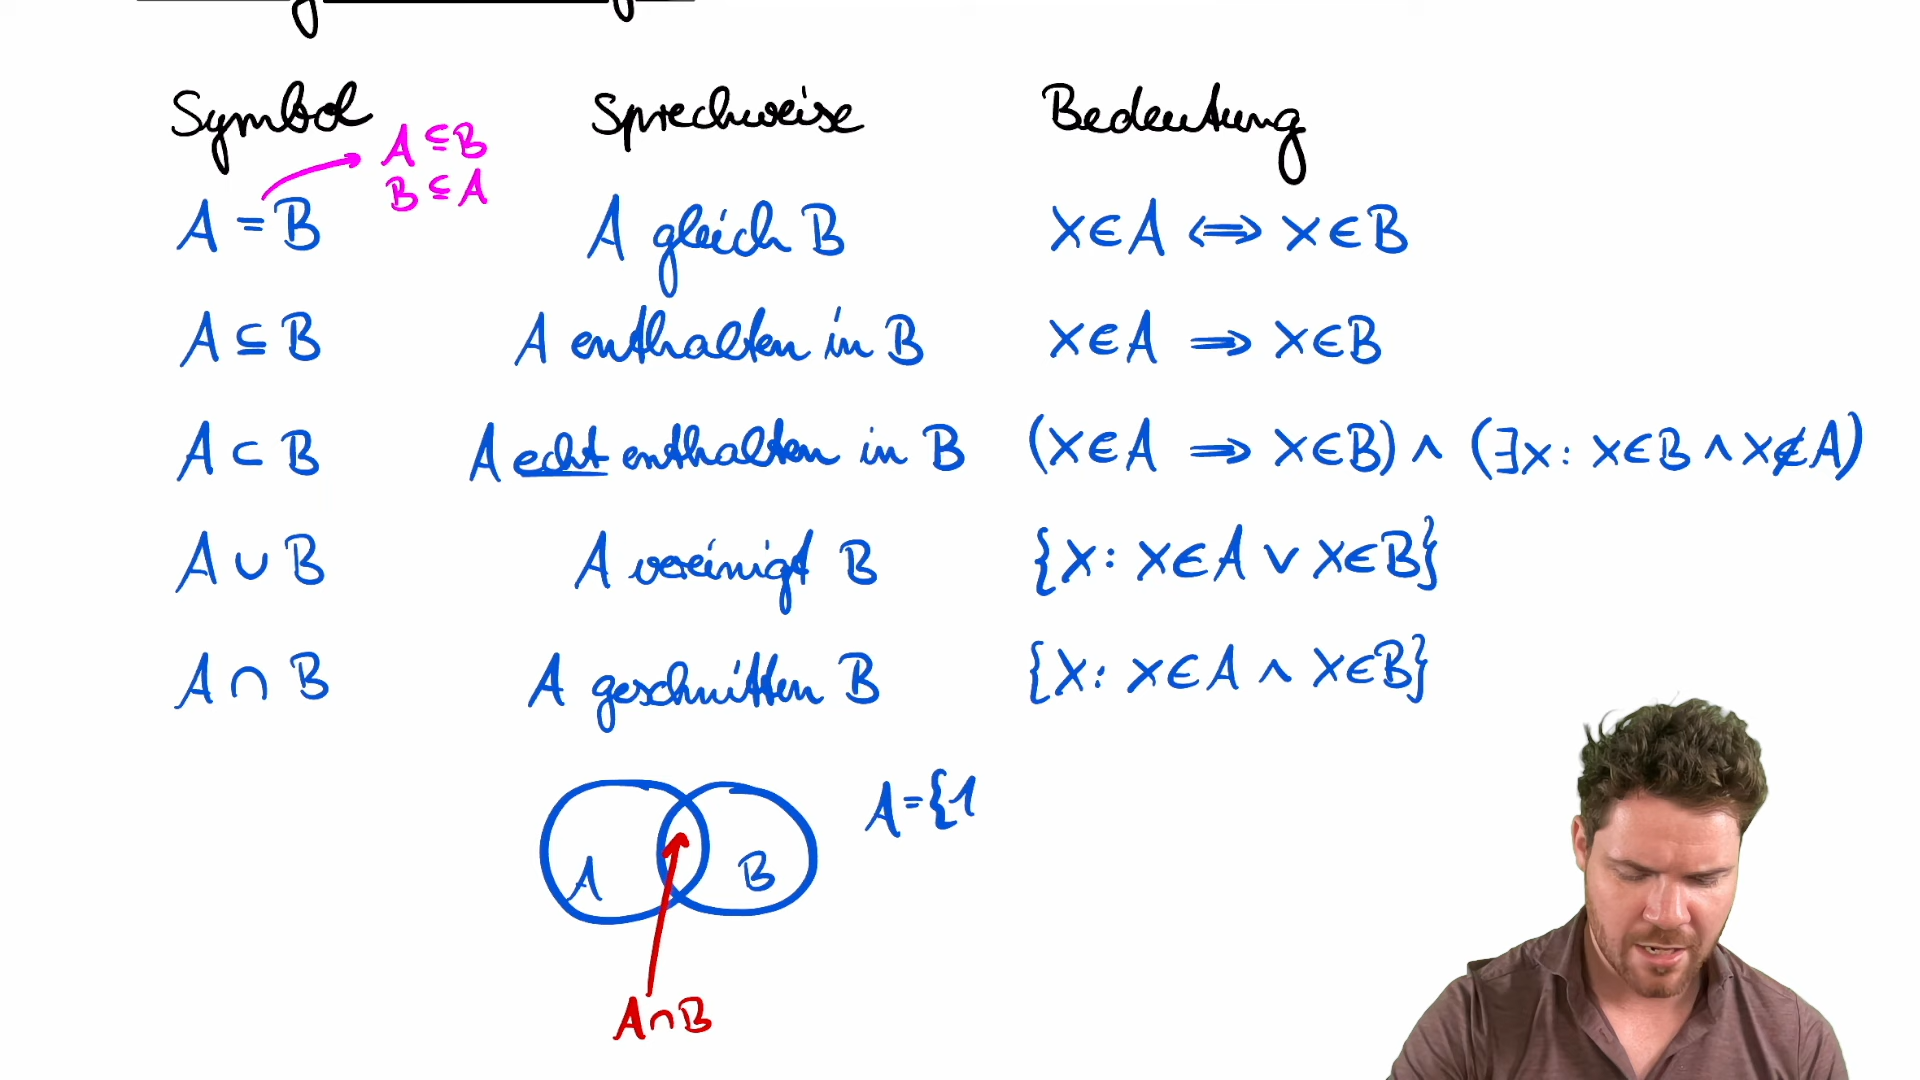 Symbol Sprechweise Bedeutung
A ⊆ B
B ⊆ A
A = B A gleich B x∈A ⇔ x∈B
A ⊆ B A enthalten in B x∈A ⇒ x∈B
A ⊂ B A echt enthalten in B (x∈A ⇒ x∈B) ∧ (∃x: x∈B ∧ x∉A)
A ∪ B A vereinigt B {x: x∈A ∨ x∈B}
A ∩ B A geschnitten B {x: x∈A ∧ x∈B}
A={1
A B
A∩B